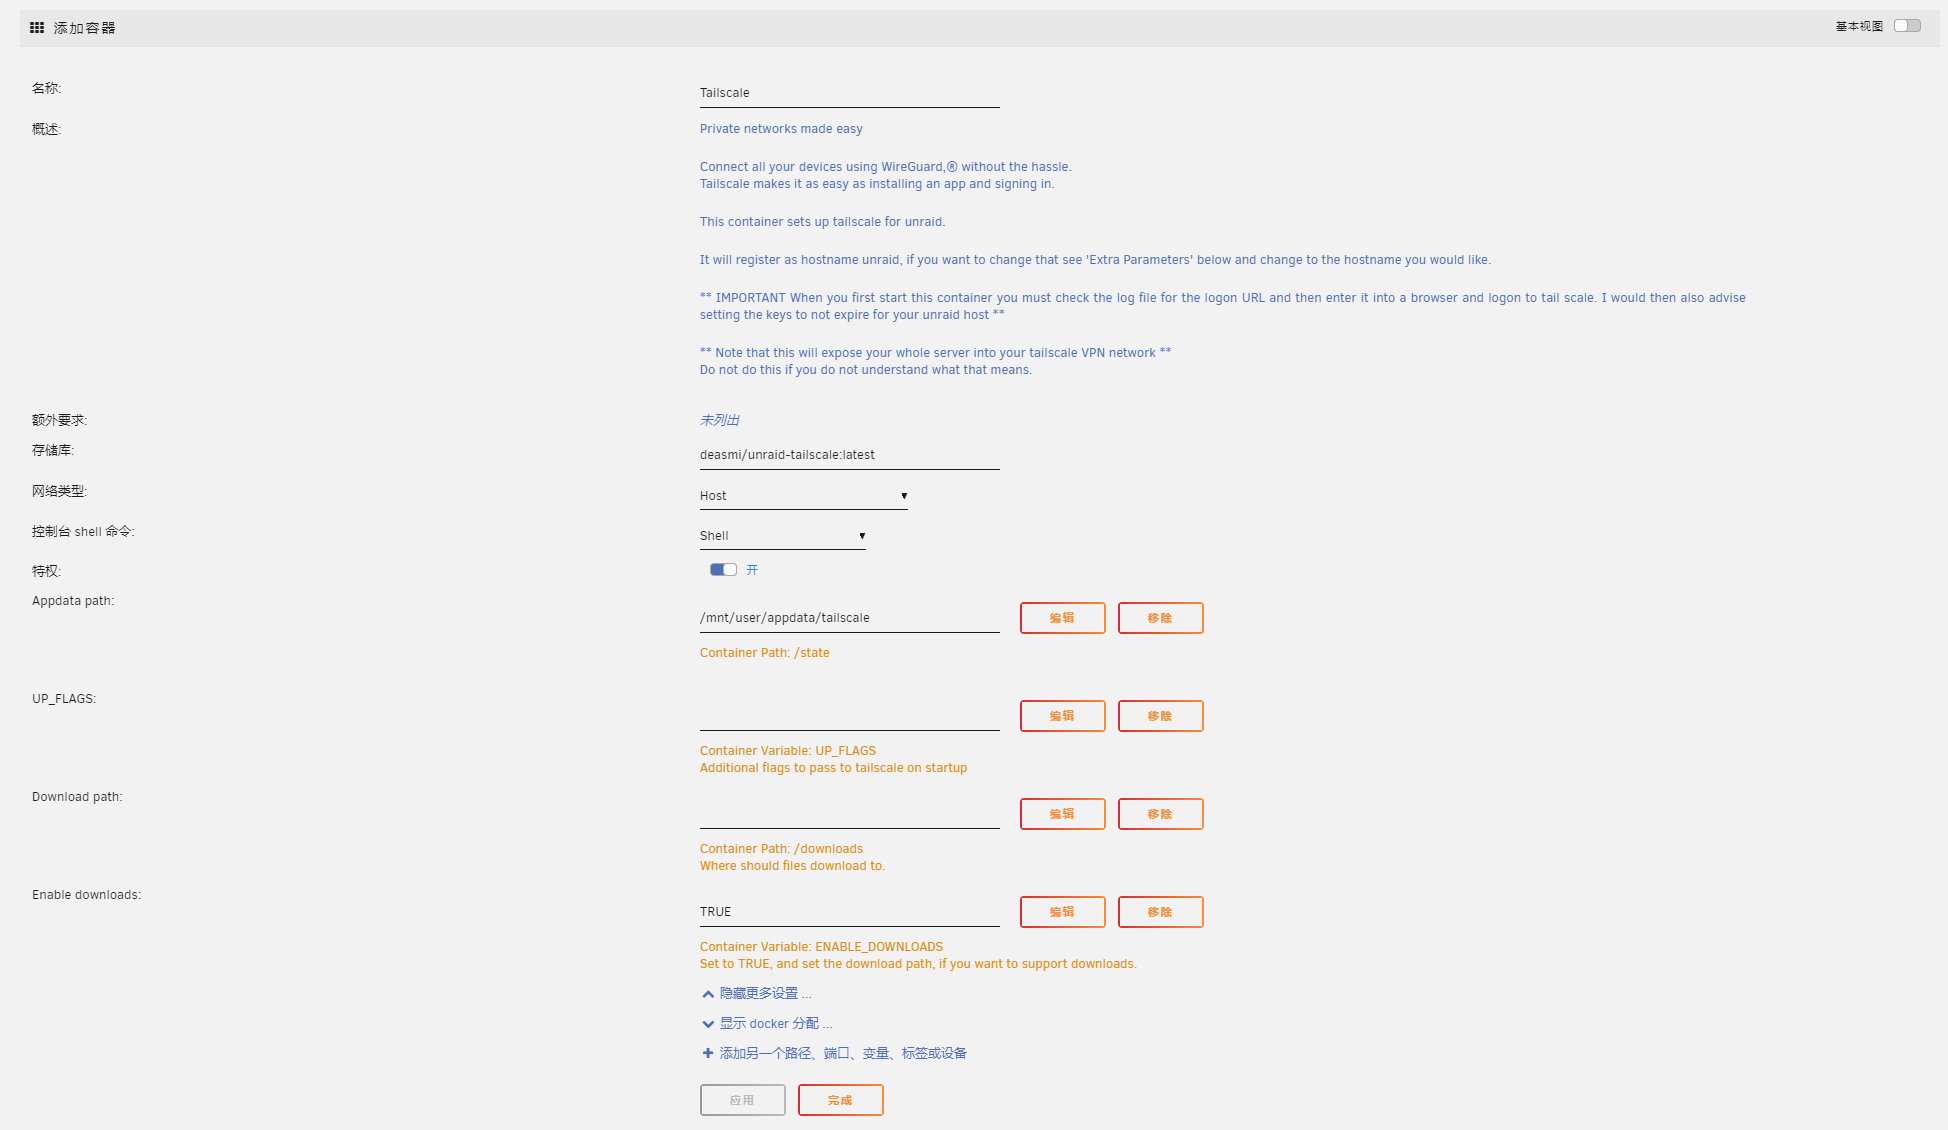 添加容器
基本视图
名称:
Tailscale
概述:
Private networks made easy
Connect all your devices using WireGuard,® without the hassle.
Tailscale makes it as easy as installing an app and signing in.
This container sets up tailscale for unraid.
It will register as hostname unraid, if you want to change that see 'Extra Parameters' below and change to the hostname you would like.
** IMPORTANT When you first start this container you must check the log file for the logon URL and then enter it into a browser and logon to tail scale. I would then also advise
setting the keys to not expire for your unraid host **
** Note that this will expose your whole server into your tailscale VPN network **
Do not do this if you do not understand what that means.
额外要求:
未列出
存储库:
deasmi/unraid-tailscale:latest
网络类型:
Host
控制台 shell 命令:
Shell
特权:
开
Appdata path:
/mnt/user/appdata/tailscale
编辑
移除
Container Path: /state
UP_FLAGS:
编辑
移除
Container Variable: UP_FLAGS
Additional flags to pass to tailscale on startup
Download path:
编辑
移除
Container Path: /downloads
Where should files download to.
Enable downloads:
TRUE
编辑
移除
Container Variable: ENABLE_DOWNLOADS
Set to TRUE, and set the download path, if you want to support downloads.
隐藏更多设置 ...
显示 docker 分配 ...
添加另一个路径、端口、变量、标签或设备
应用
完成